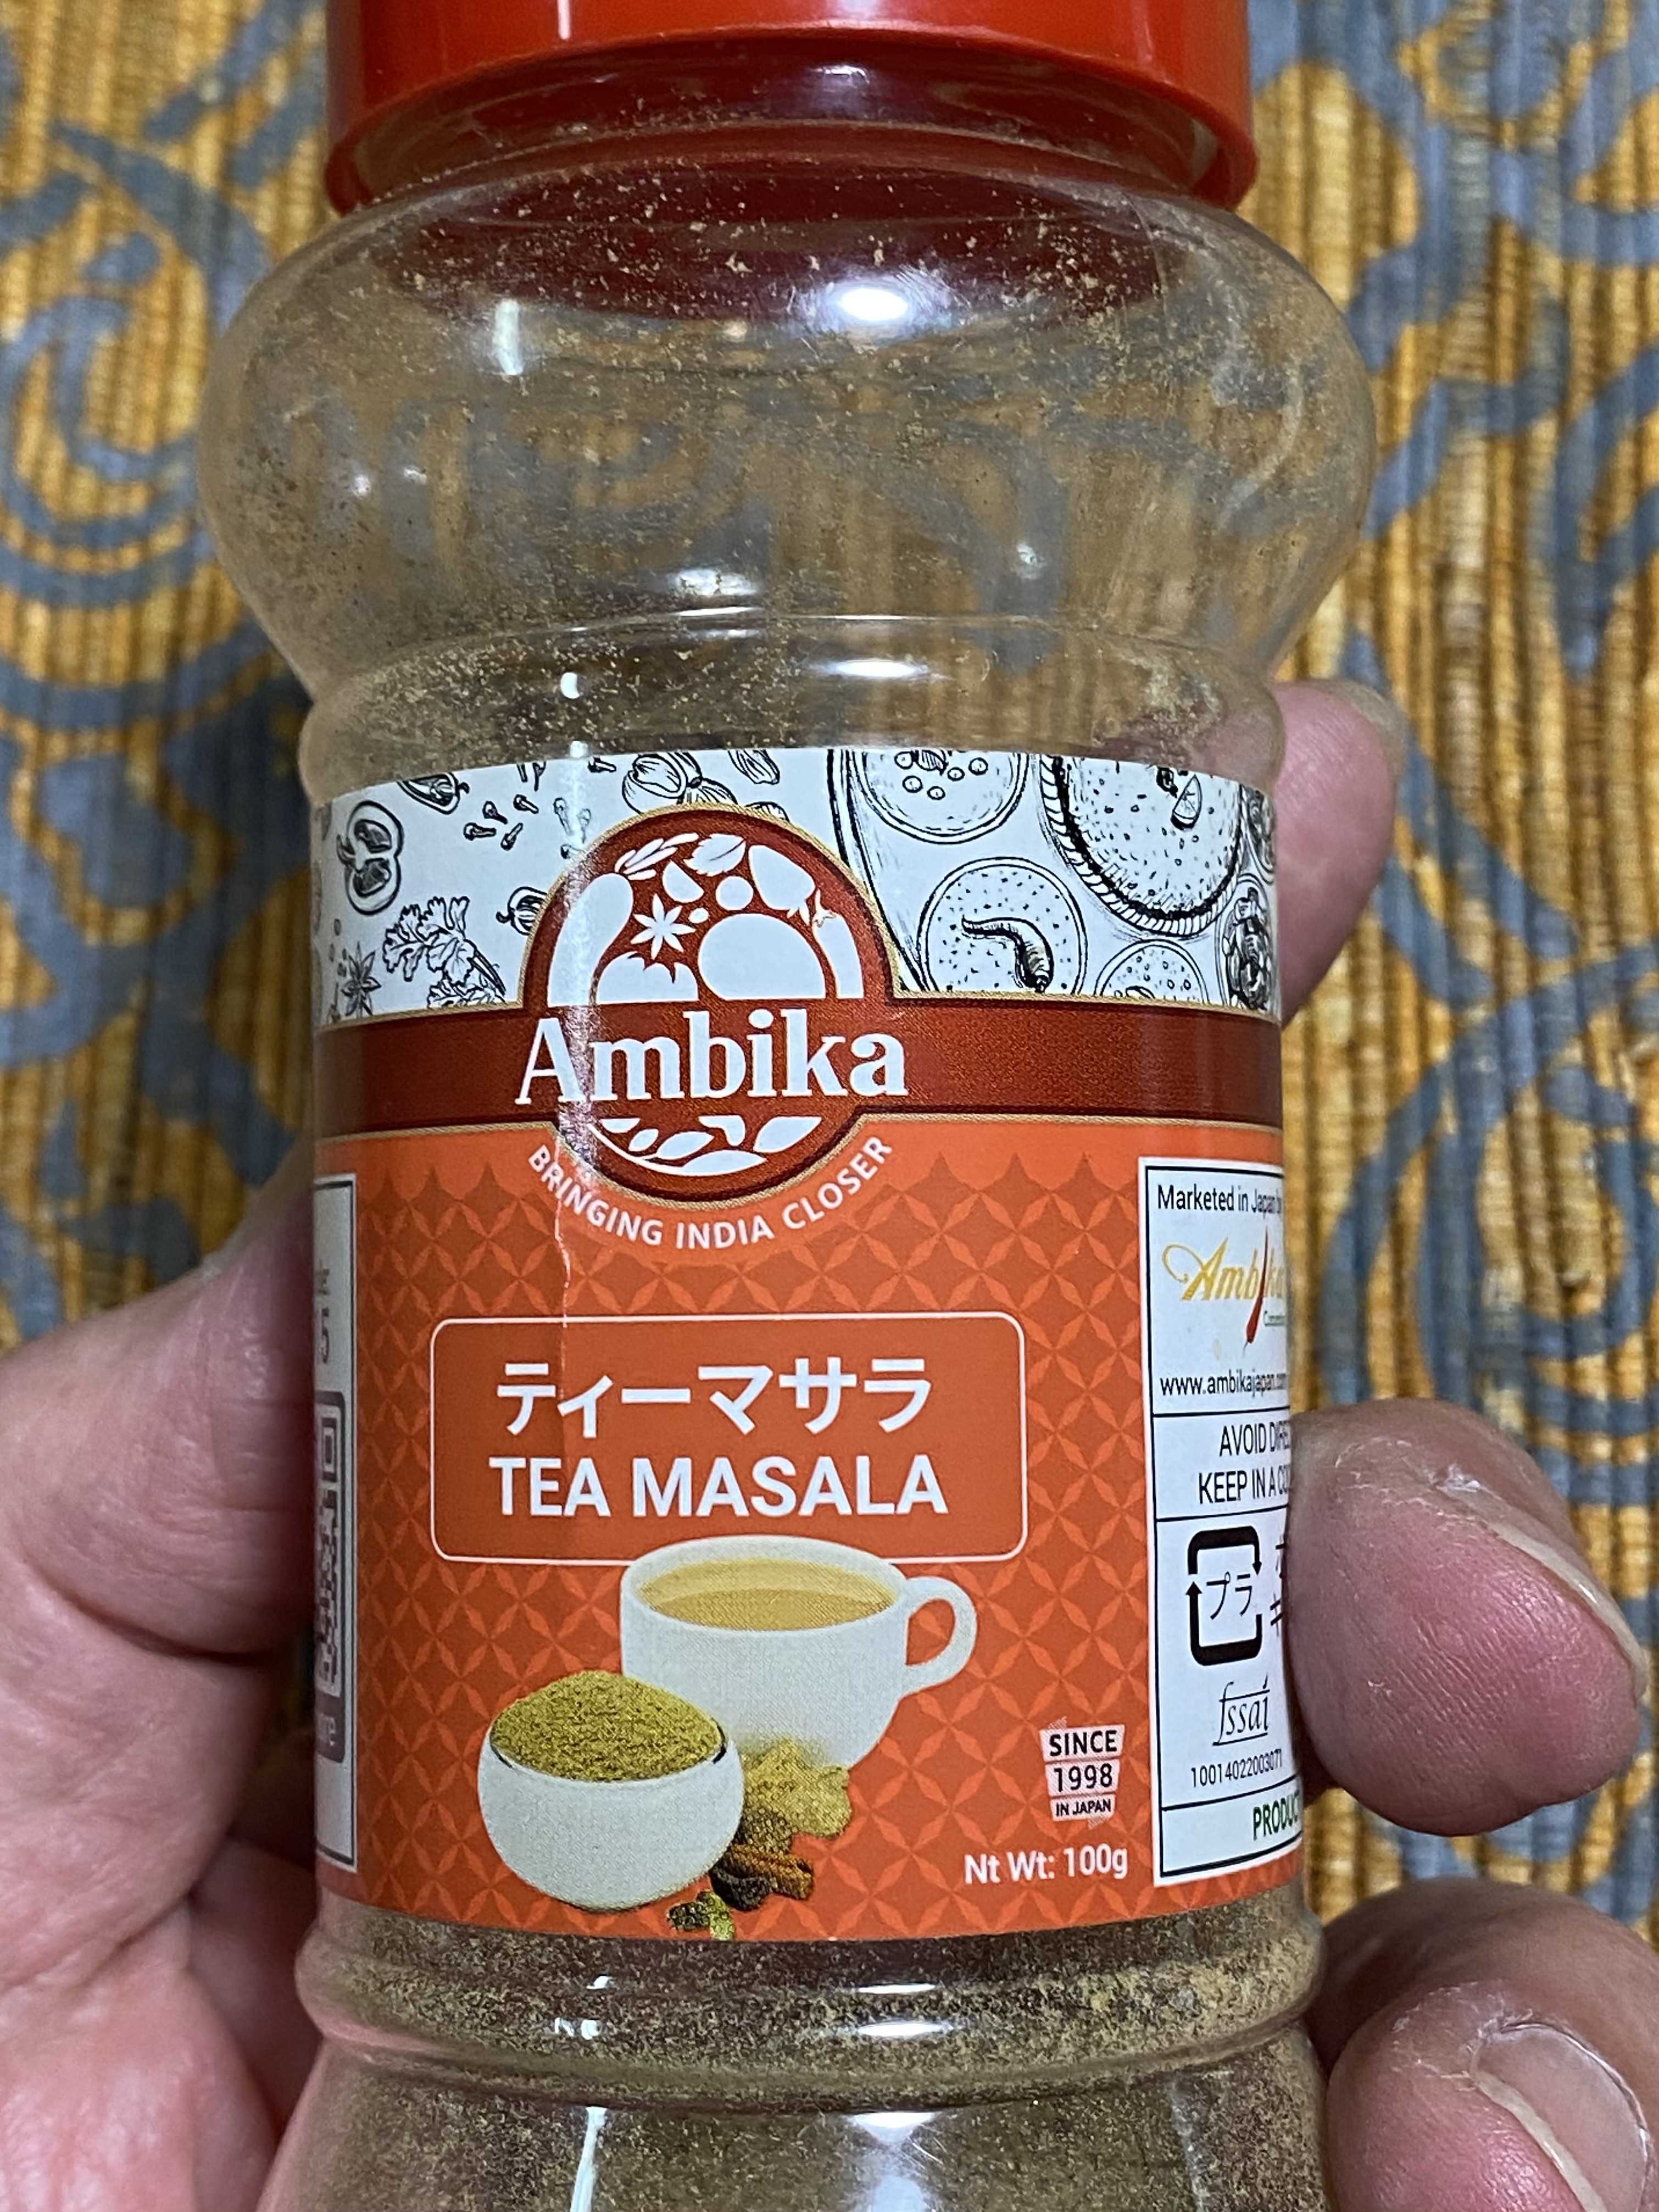 Ambika
BRINGING INDIA CLOSER
ティーマサラ
TEA MASALA
SINCE
1998
IN JAPAN
Nt Wt: 100g
Marketed in Japan by
Ambika
www.ambikajapan.com
AVOID
KEEP IN A
プラ
fssai
10014022003071